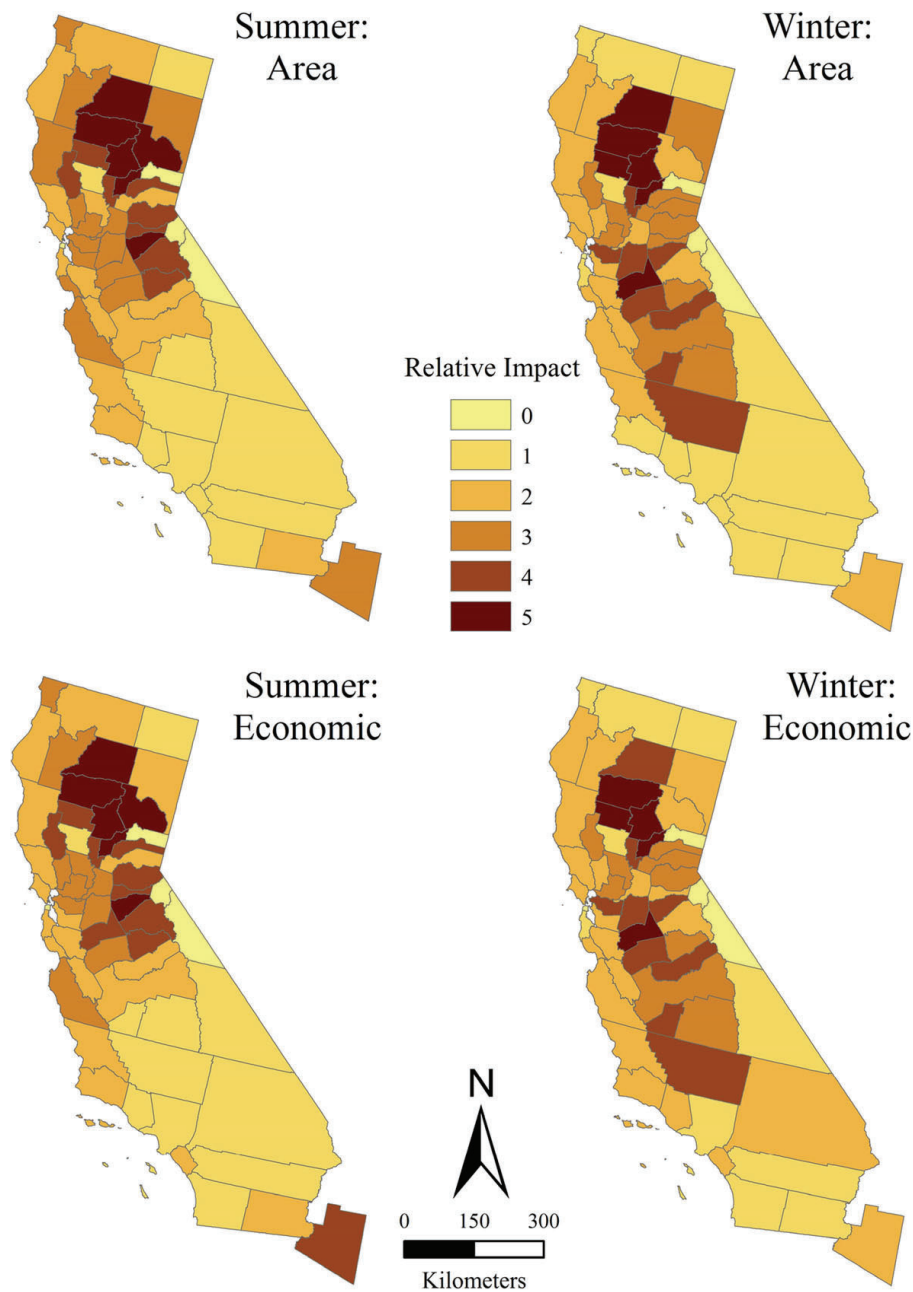 Summer:
Area
Winter:
Area
Relative Impact
0
1
2
3
4
5
Summer:
Economic
Winter:
Economic
N
0 150 300
Kilometers